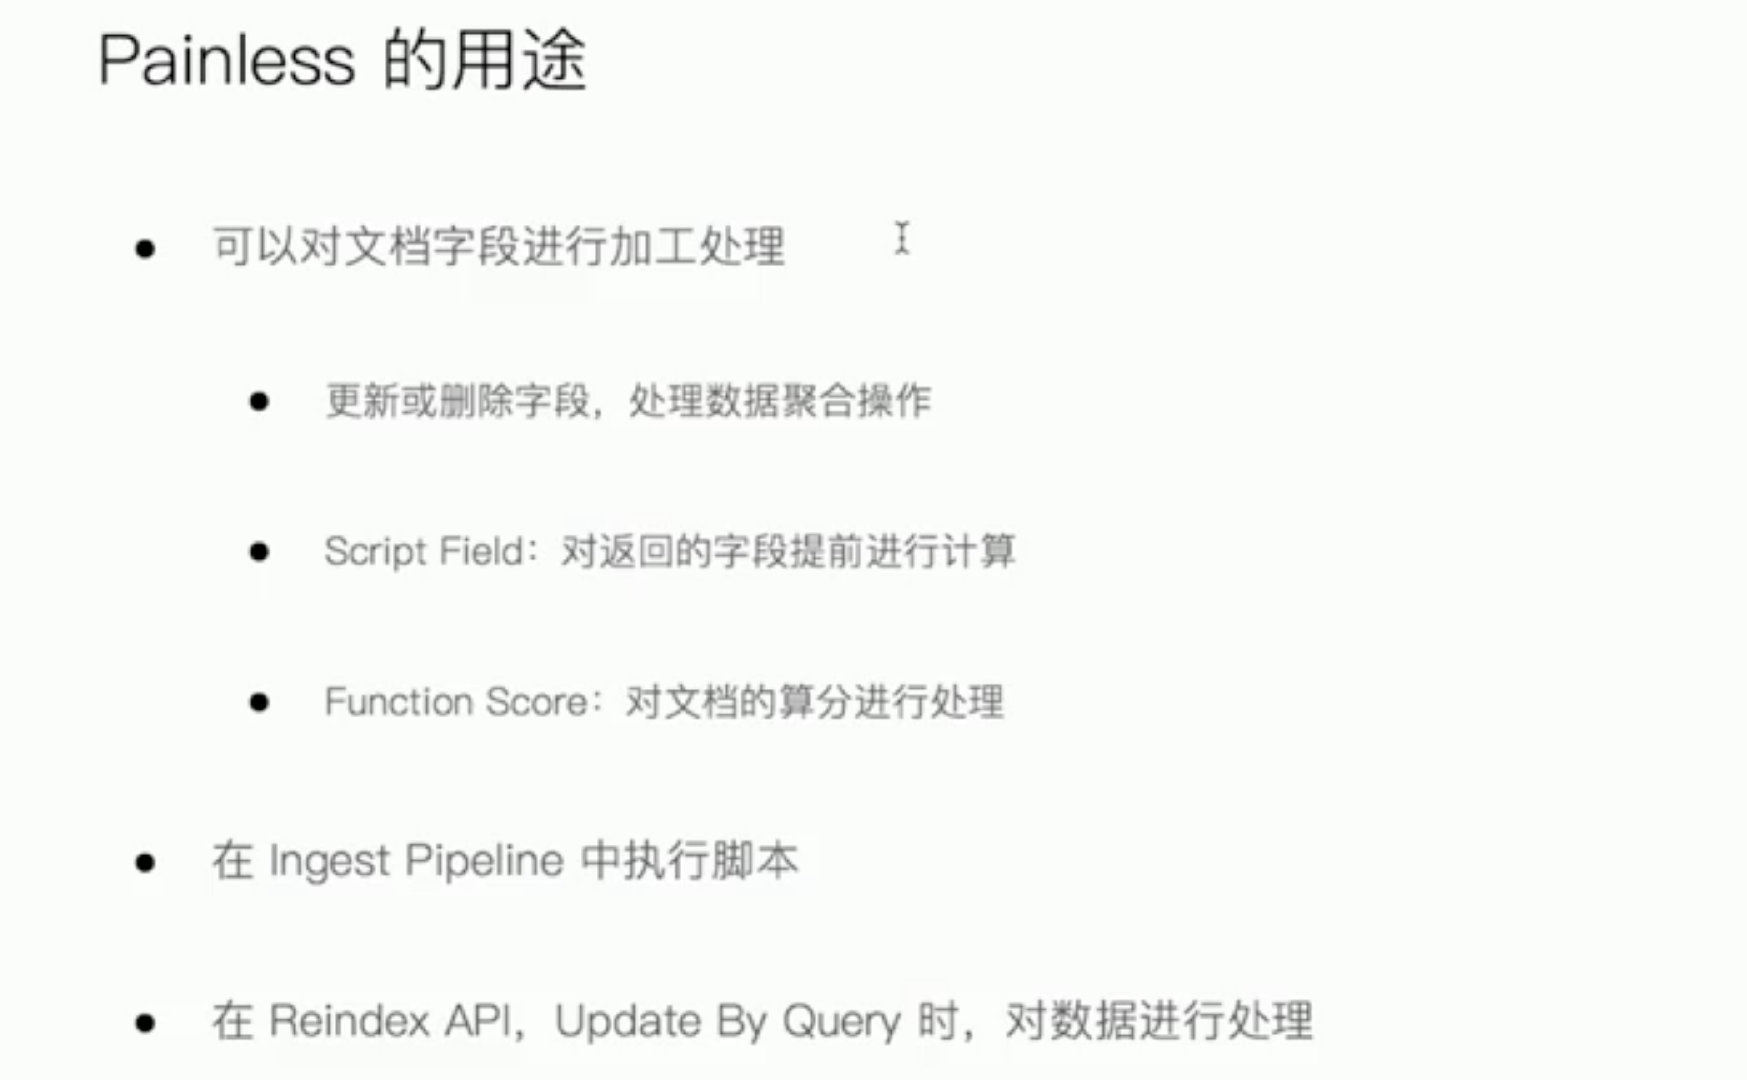 Painless 的用途
可以对文档字段进行加工处理
更新或删除字段，处理数据聚合操作
Script Field：对返回的字段提前进行计算
Function Score：对文档的算分进行处理
在 Ingest Pipeline 中执行脚本
在 Reindex API，Update By Query 时，对数据进行处理